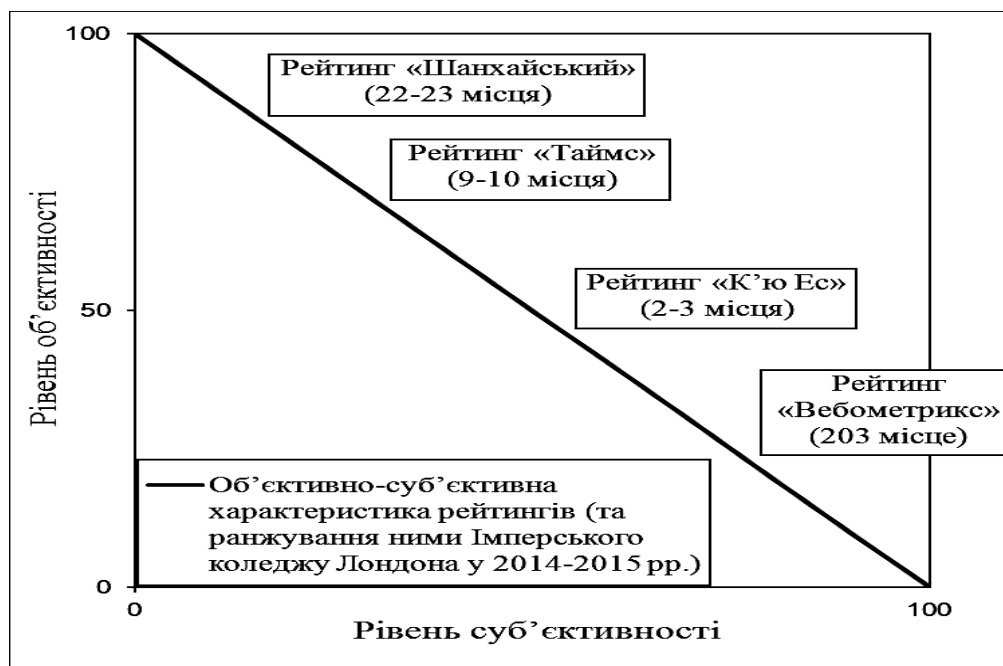 100
Рейтинг «Шанхайський»
(22-23 місця)
Рейтинг «Таймс»
(9-10 місця)
Рівень об’єктивності
50
Рейтинг «К’ю Ес»
(2-3 місця)
Рейтинг
«Вебометрикс»
(203 місце)
Об’єктивно-суб’єктивна
характеристика рейтингів (та
ранжування ними Імперського
коледжу Лондона у 2014-2015 рр.)
0
0
100
Рівень суб’єктивності